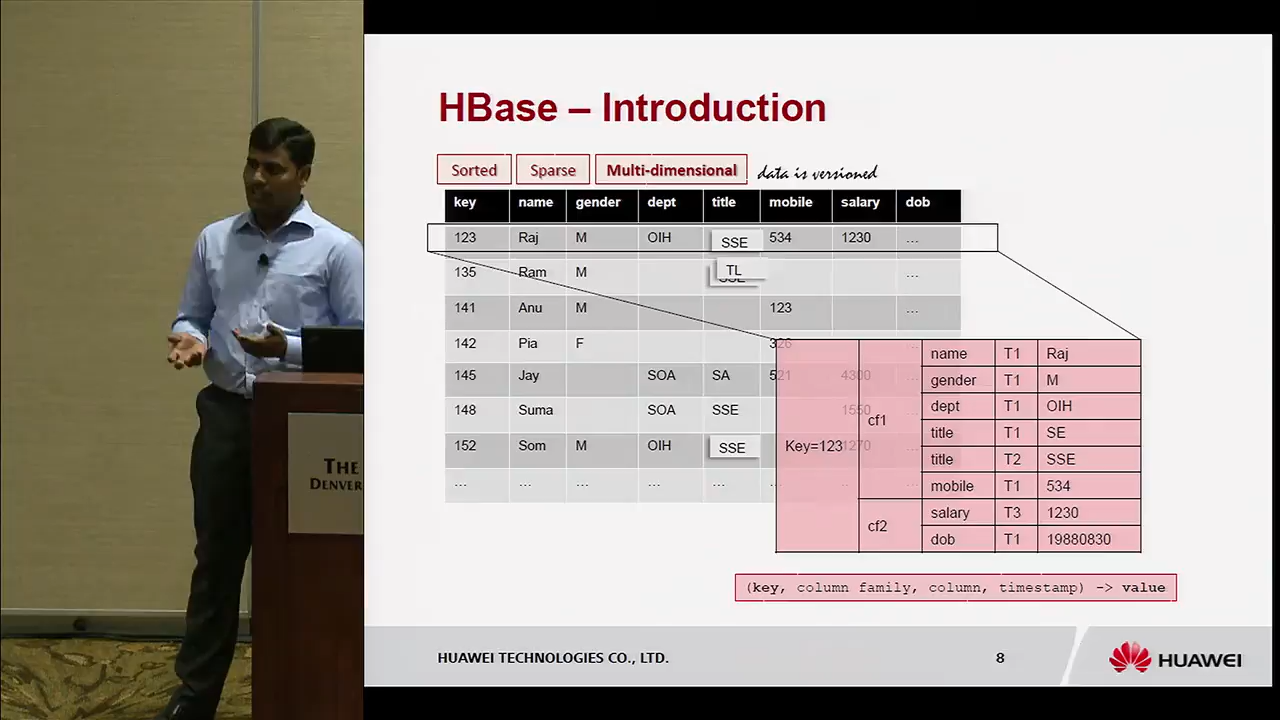 HBase – Introduction
Sorted Sparse Multi-dimensional data is versioned
key name gender dept title mobile salary dob
123 Raj M OIH SSE 534 1230 ...
135 Ram M TL ...
SSE
141 Anu M 123 ...
142 Pia F 326
145 Jay SOA SA 521 4300
148 Suma SOA SSE 1550
152 Som M OIH SSE 1270
... ... ... ... ...
name T1 Raj
gender T1 M
dept T1 OIH
cf1
title T1 SE
Key=123
title T2 SSE
mobile T1 534
salary T3 1230
cf2
dob T1 19880830
(key, column family, column, timestamp) -> value
THE
DENVER
HUAWEI TECHNOLOGIES CO., LTD. 8 HUAWEI